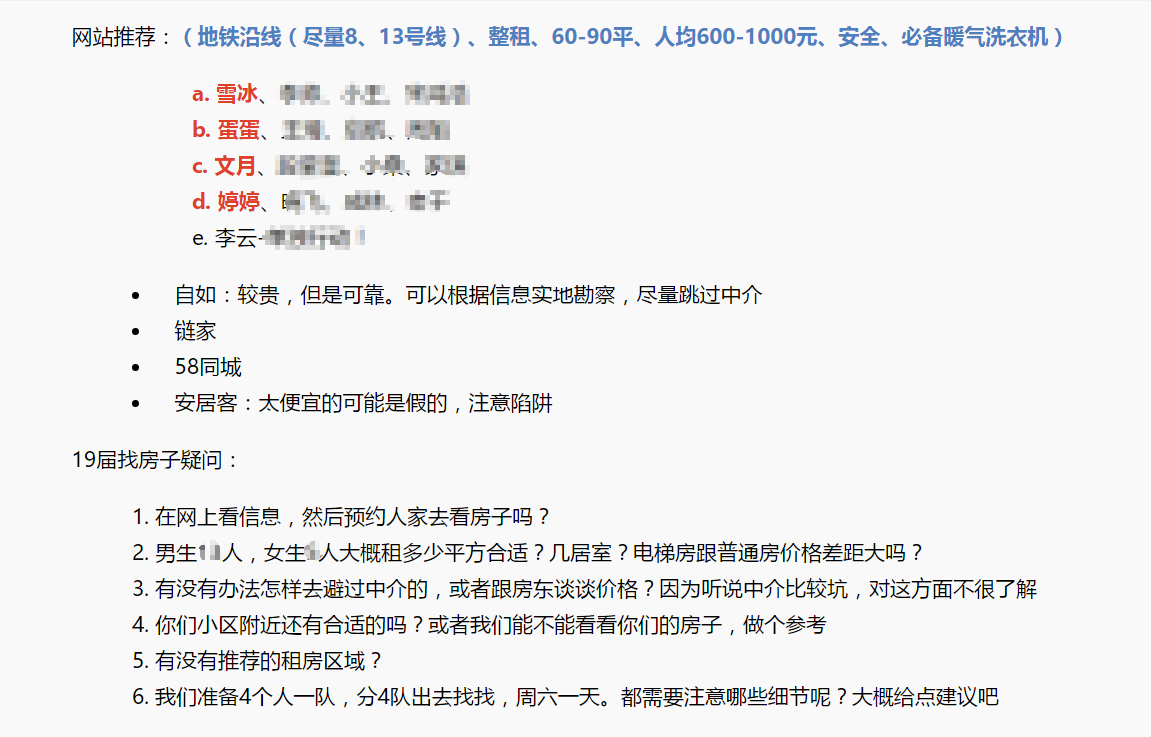 网站推荐：（地铁沿线（尽量8、13号线）、整租、60-90平、人均600-1000元、安全、必备暖气洗衣机）
a. 雪冰、
b. 蛋蛋、
c. 文月、
d. 婷婷、
e. 李云-
• 自如：较贵，但是可靠。可以根据信息实地勘察，尽量跳过中介
• 链家
• 58同城
• 安居客：太便宜的可能是假的，注意陷阱
19届找房子疑问：
1. 在网上看信息，然后预约人家去看房子吗？
2. 男生人，女生人大概租多少平方合适？几居室？电梯房跟普通房价格差距大吗？
3. 有没有办法怎样去避过中介的，或者跟房东谈谈价格？因为听说中介比较坑，对这方面不很了解
4. 你们小区附近还有合适的吗？或者我们能不能看看你们的房子，做个参考
5. 有没有推荐的租房区域？
6. 我们准备4个人一队，分4队出去找找，周六一天。都需要注意哪些细节呢？大概给点建议吧